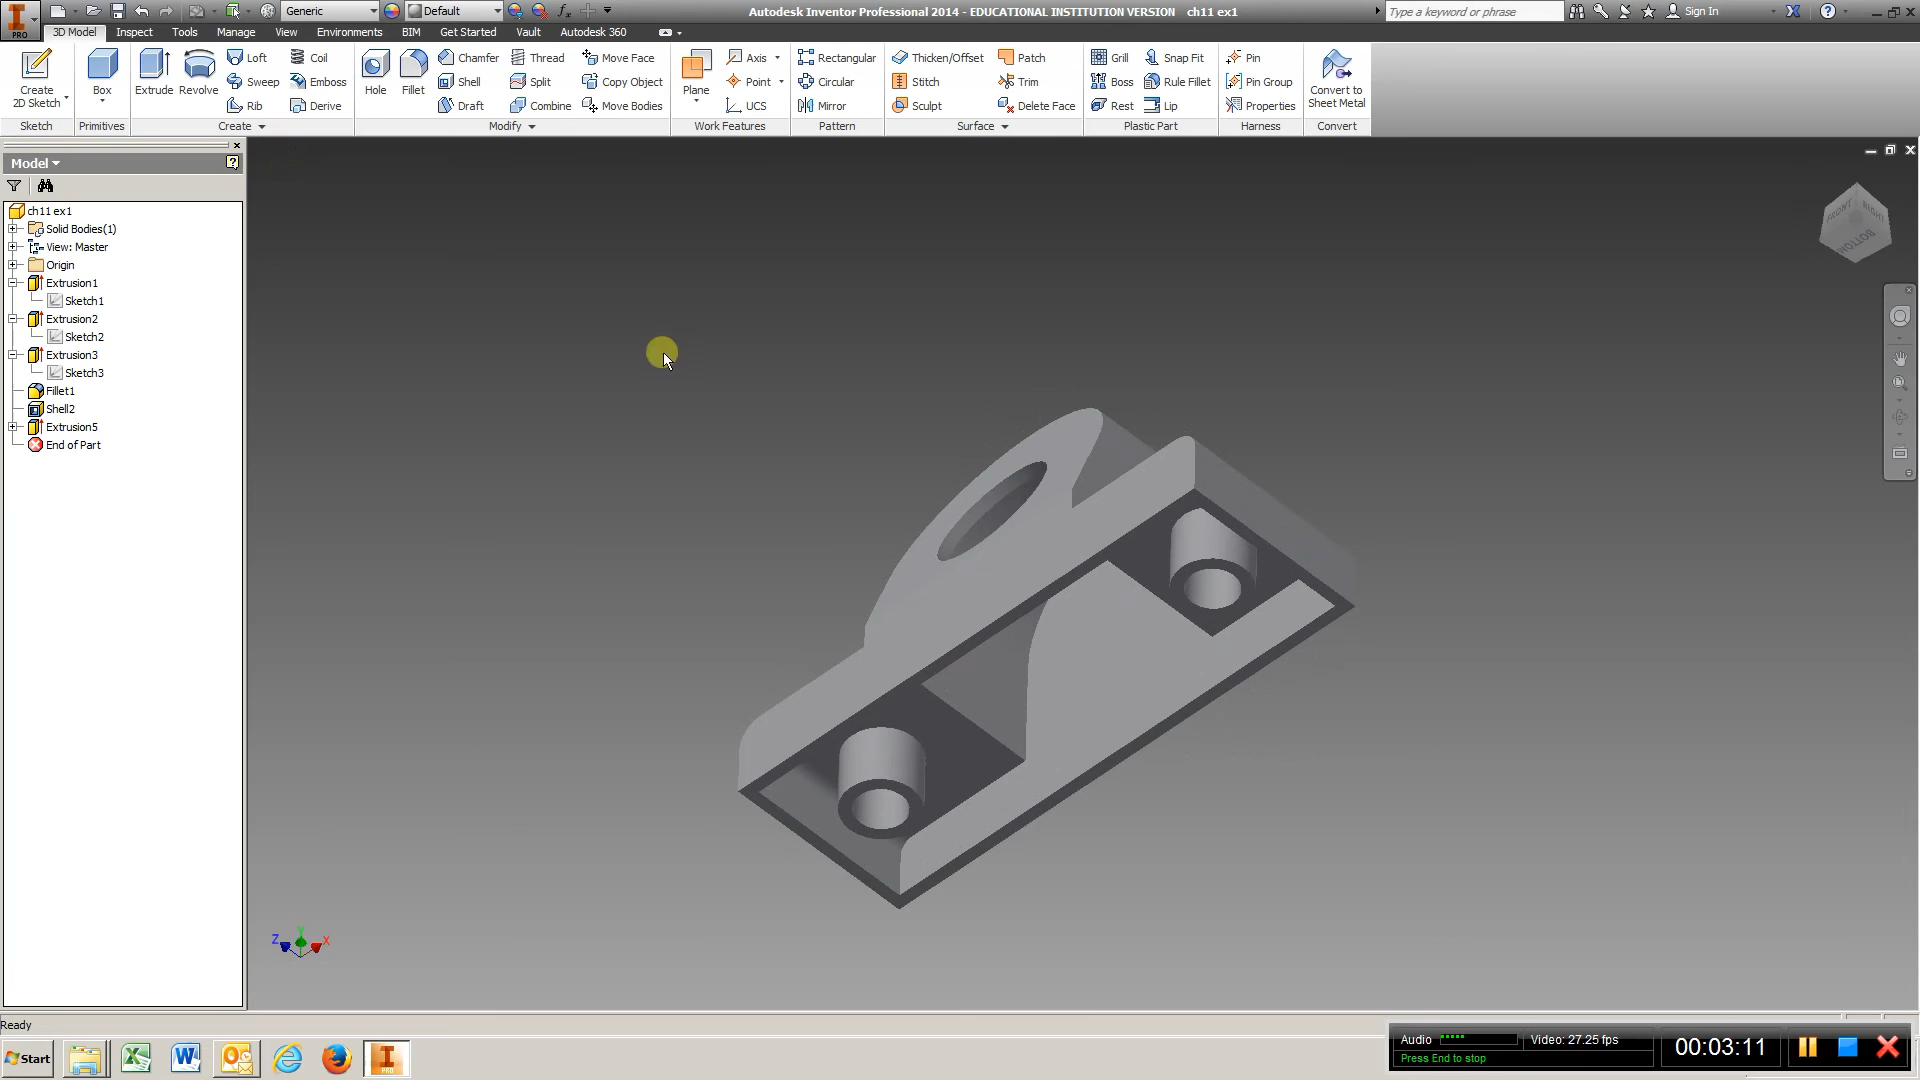 Generic
Default
Autodesk Inventor Professional 2014 - EDUCATIONAL INSTITUTION VERSION ch11 ex1
Type a keyword or phrase
Sign In
PRO
3D Model Inspect Tools Manage View Environments BIM Get Started Vault Autodesk 360
Create 2D Sketch
Box
Extrude
Revolve
Loft
Sweep
Rib
Coil
Emboss
Derive
Hole
Fillet
Chamfer
Shell
Draft
Thread
Split
Combine
Move Face
Copy Object
Move Bodies
Plane
Axis
Point
UCS
Rectangular
Circular
Mirror
Thicken/Offset
Stitch
Sculpt
Patch
Trim
Delete Face
Grill
Boss
Rest
Snap Fit
Rule Fillet
Lip
Pin
Pin Group
Properties
Convert to
Sheet Metal
Sketch Primitives Create Modify Work Features Pattern Surface Plastic Part Harness Convert
Model
ch11 ex1
Solid Bodies(1)
View: Master
Origin
Extrusion1
Sketch1
Extrusion2
Sketch2
Extrusion3
Sketch3
Fillet1
Shell2
Extrusion5
End of Part
FRONT
RIGHT
BOTTOM
Z
Y
X
Ready
Start
PRO
Audio
Video: 27.25 fps
Press End to stop
00:03:11